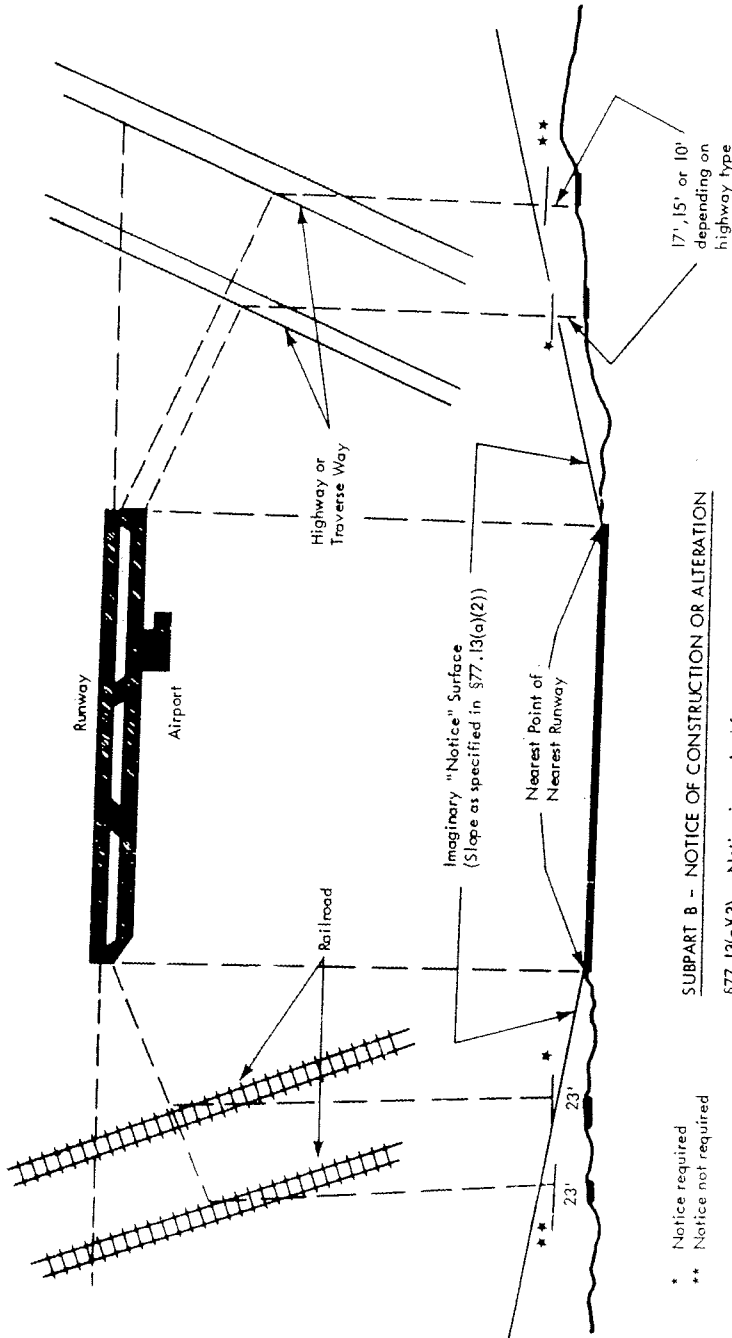 Runway
Airport
Railroad
Highway or
Traverse Way
Imaginary "Notice" Surface
(Slope as specified in §77.13(a)(2))
Nearest Point of
Nearest Runway
**
*
23'
23'
*
**
17', 15' or 10'
depending on
highway type
* Notice required
** Notice not required
SUBPART B - NOTICE OF CONSTRUCTION OR ALTERATION